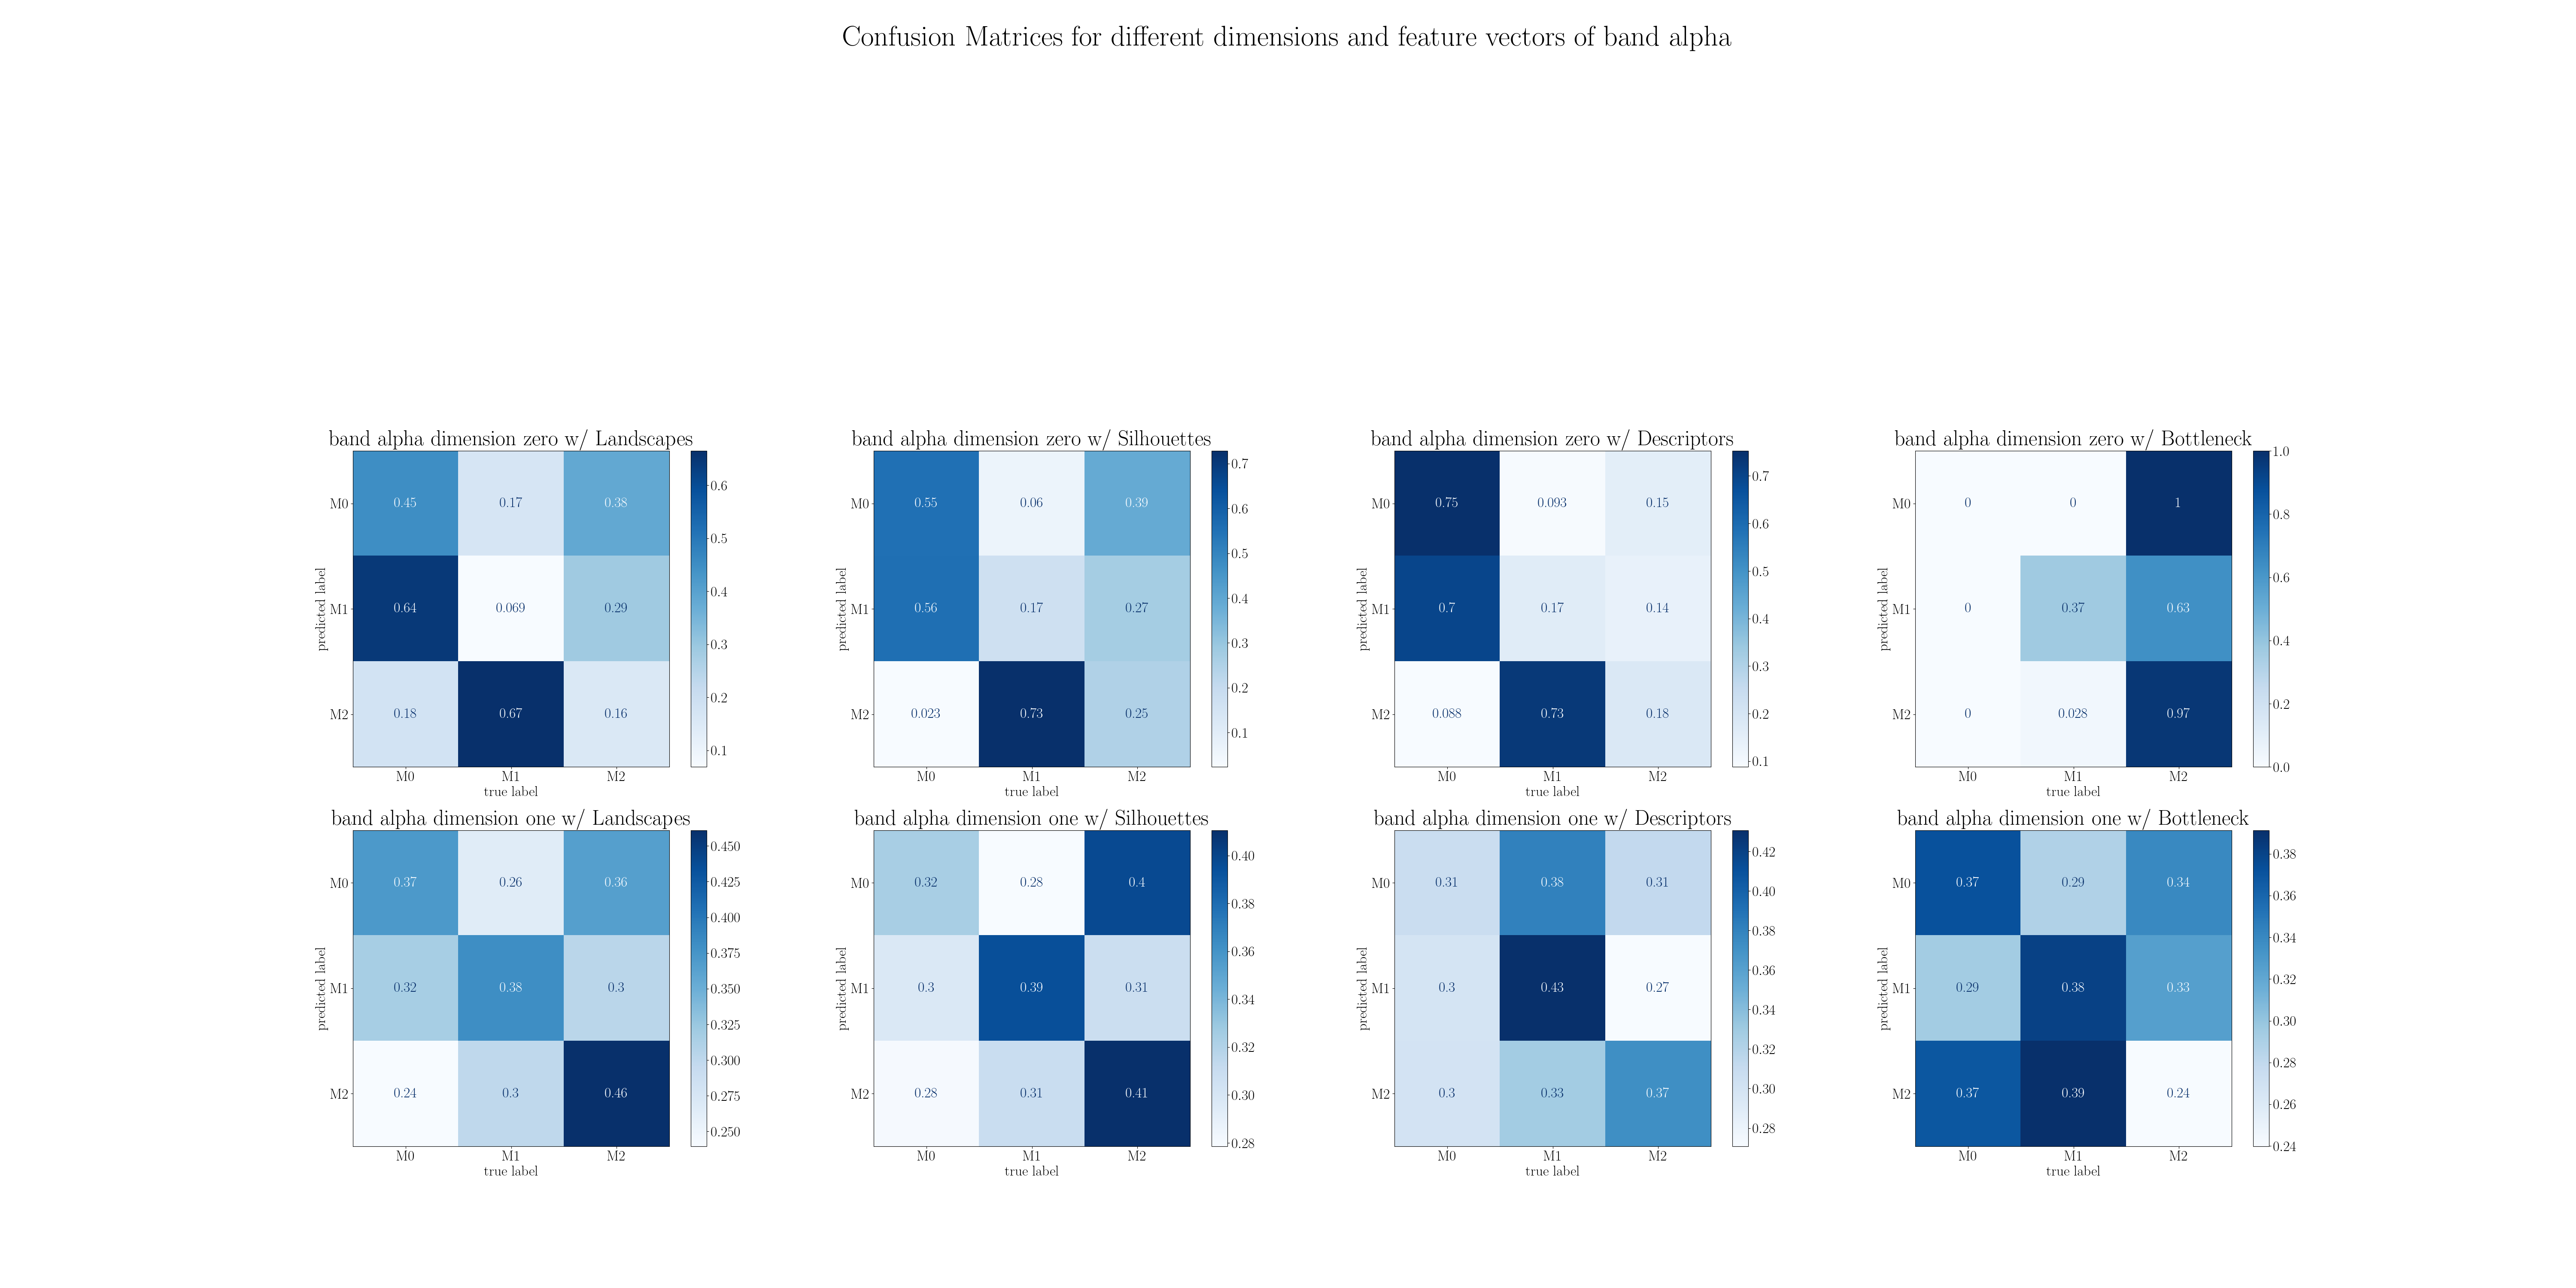 Confusion Matrices for different dimensions and feature vectors of band alpha
band alpha dimension zero w/ Landscapes
predicted label
M0 0.45 0.17 0.38
M1 0.64 0.069 0.29
M2 0.18 0.67 0.16
M0 M1 M2
true label
0.6
0.5
0.4
0.3
0.2
0.1
band alpha dimension zero w/ Silhouettes
predicted label
M0 0.55 0.06 0.39
M1 0.56 0.17 0.27
M2 0.023 0.73 0.25
M0 M1 M2
true label
0.7
0.6
0.5
0.4
0.3
0.2
0.1
band alpha dimension zero w/ Descriptors
predicted label
M0 0.75 0.093 0.15
M1 0.7 0.17 0.14
M2 0.088 0.73 0.18
M0 M1 M2
true label
0.7
0.6
0.5
0.4
0.3
0.2
0.1
band alpha dimension zero w/ Bottleneck
predicted label
M0 0 0 1
M1 0 0.37 0.63
M2 0 0.028 0.97
M0 M1 M2
true label
1.0
0.8
0.6
0.4
0.2
0.0
band alpha dimension one w/ Landscapes
predicted label
M0 0.37 0.26 0.36
M1 0.32 0.38 0.3
M2 0.24 0.3 0.46
M0 M1 M2
true label
0.450
0.425
0.400
0.375
0.350
0.325
0.300
0.275
0.250
band alpha dimension one w/ Silhouettes
predicted label
M0 0.32 0.28 0.4
M1 0.3 0.39 0.31
M2 0.28 0.31 0.41
M0 M1 M2
true label
0.40
0.38
0.36
0.34
0.32
0.30
0.28
band alpha dimension one w/ Descriptors
predicted label
M0 0.31 0.38 0.31
M1 0.3 0.43 0.27
M2 0.3 0.33 0.37
M0 M1 M2
true label
0.42
0.40
0.38
0.36
0.34
0.32
0.30
0.28
band alpha dimension one w/ Bottleneck
predicted label
M0 0.37 0.29 0.34
M1 0.29 0.38 0.33
M2 0.37 0.39 0.24
M0 M1 M2
true label
0.38
0.36
0.34
0.32
0.30
0.28
0.26
0.24